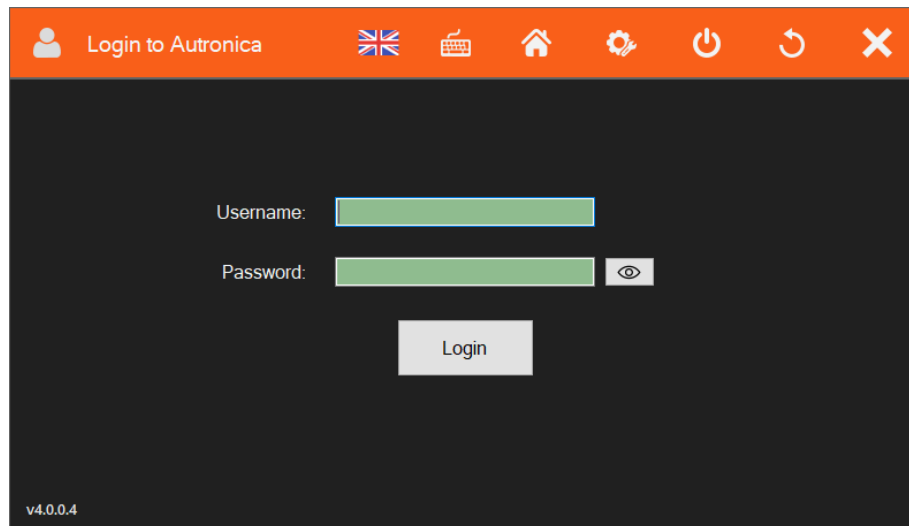 Login to Autronica
Username:
Password:
Login
v4.0.0.4